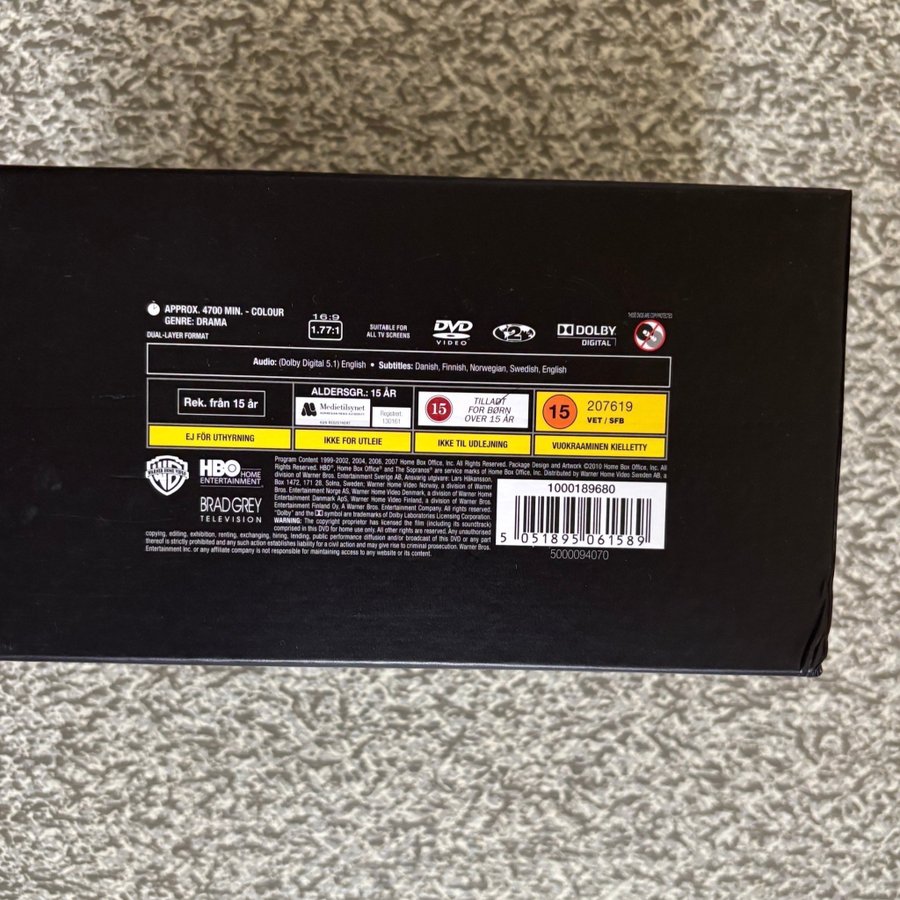 APPROX. 4700 MIN. - COLOUR
GENRE: DRAMA
DUAL-LAYER FORMAT
16:9
1.77:1
SUITABLE FOR
ALL TV SCREENS
DVD
VIDEO
2
DOLBY
DIGITAL
THESE DISCS ARE COPY PROTECTED
Audio: (Dolby Digital 5.1) English • Subtitles: Danish, Finnish, Norwegian, Swedish, English
Rek. från 15 år
EJ FÖR UTHYRNING
ALDERSGR.: 15 ÅR
Medietilsynet
NORWEGIAN MEDIA AUTHORITY
KAN REGISTRERT
Registrert
130161
IKKE FOR UTLEIE
15
TILLADT
FOR BØRN
OVER 15 ÅR
IKKE TIL UDLEJNING
15
207619
VET / SFB
VUOKRAAMINEN KIELLETTY
WARNER HOME VIDEO
HBO HOME
ENTERTAINMENT
BRAD GREY
TELEVISION
Program Content 1999-2002, 2004, 2006, 2007 Home Box Office, Inc. All
Rights Reserved. Package Design and Artwork ©2010 Home Box Office, Inc. All
Rights Reserved. HBO®, Home Box Office® and The Sopranos® are service marks of Home Box Office, Inc. Distributed by Warner Home Video Sweden AB, a
division of Warner Bros. Entertainment Sverige AB, Ansvarig utgivare: Lars Håkansson,
Box 1472, 171 28. Solna, Sweden; Warner Home Video Norway, a division of Warner
Bros. Entertainment Norge AS, Warner Home Video Denmark, a division of Warner Bros.
Entertainment Danmark ApS, Warner Home Video Finland, a division of Warner Bros.
Entertainment Finland Oy, A Warner Bros. Entertainment Company. All rights reserved.
"Dolby" and the symbol are trademarks of Dolby Laboratories Licensing Corporation.
WARNING: The copyright proprietor has licensed the film (including its soundtrack)
comprised in this DVD for home use only. All other rights are reserved. Any unauthorised
copying, editing, exhibition, renting, exchanging, hiring, lending, public performance diffusion and/or broadcast of this DVD or any part
thereof is strictly prohibited and any such action establishes liability for a civil action and may give rise to criminal prosecution. Warner Bros.
Entertainment Inc. or any affiliate company is not responsible for maintaining access to any website or its content.
1000189680
5 051895 061589
5000094070